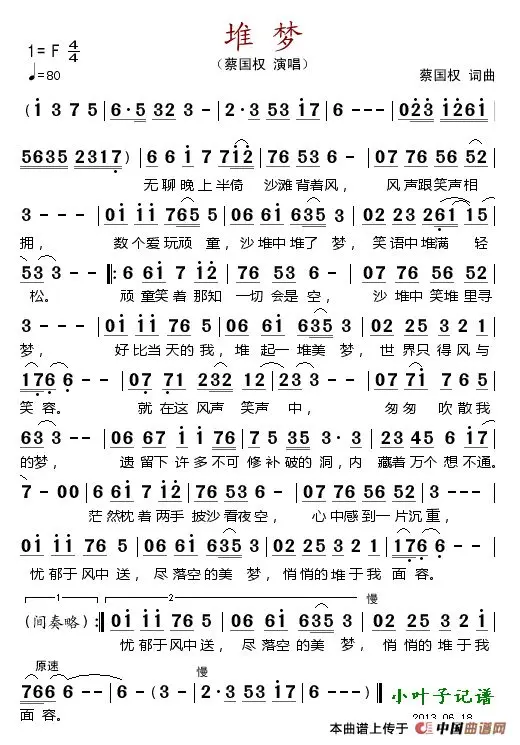 堆梦
1=F 4/4
（蔡国权 演唱）
♩=80
蔡国权 词曲
(i 3 7 5 | 6·5 32 3 - | 2·3 53 17 | 6 - - - | 023 12356i
5635 2317) | 6 6i 7 7i2 | 76 53 5 - | 07 76 56 52 |
无聊晚上半倚 沙滩背着风， 风声跟笑声相
3 - - - | 0i ii 765 5 | 06 6i 635 3 | 02 23 26i i5 |
拥， 数个爱玩顽童，沙堆中堆了梦，笑语中堆满 轻
53 3 - - ‖: 6 6i 7 i2 | 76 53 5 - | 07 76 56 52 |
松。 顽童笑着那知 一切会是空， 沙堆中笑堆里寻
3 - - - | 0i ii 76 5 | 06 6i 635 3 | 02 25 3 2 1 |
梦， 好比当天的我，堆起一堆美梦，世界只得风与
176 6 - - | 07 71 232 2 | 1 23 3 - - | 07 7i 7 6 5 |
笑容。 就在这风声 笑声 中， 匆匆 吹散我
63 3 - - | 06 67 i i 76 | 7 5 35 3·3 | 23 45 6 i7 |
的梦， 遗留下许多不可修补破的洞，内 藏着万个想不通。
7 - 00 | 6 6i 7 i2 | 76 53 5 - | 07 76 56 52 | 3 - - - |
茫然枕着两手 披沙看夜空， 心中感到一片沉重，
0i ii 76 5 | 06 6i 635 3 | 02 25 3 2 1 | 176 6 - - |
忧郁于风中送，尽落空的美梦，悄悄的堆于我面容。
1 2 慢
(间奏略) :‖ 0i ii 76 5 | 06 6i 635 3 | 02 25 3 2 1 |
忧郁于风中送，尽落空的美 梦，悄悄的堆于我
原速 慢
766 6 - - | 6 - (3 - | 2·3 53 17 | 6 - - -) ‖
面容。
小叶子记谱
2013.06.18
本曲谱上传于 中国曲谱网